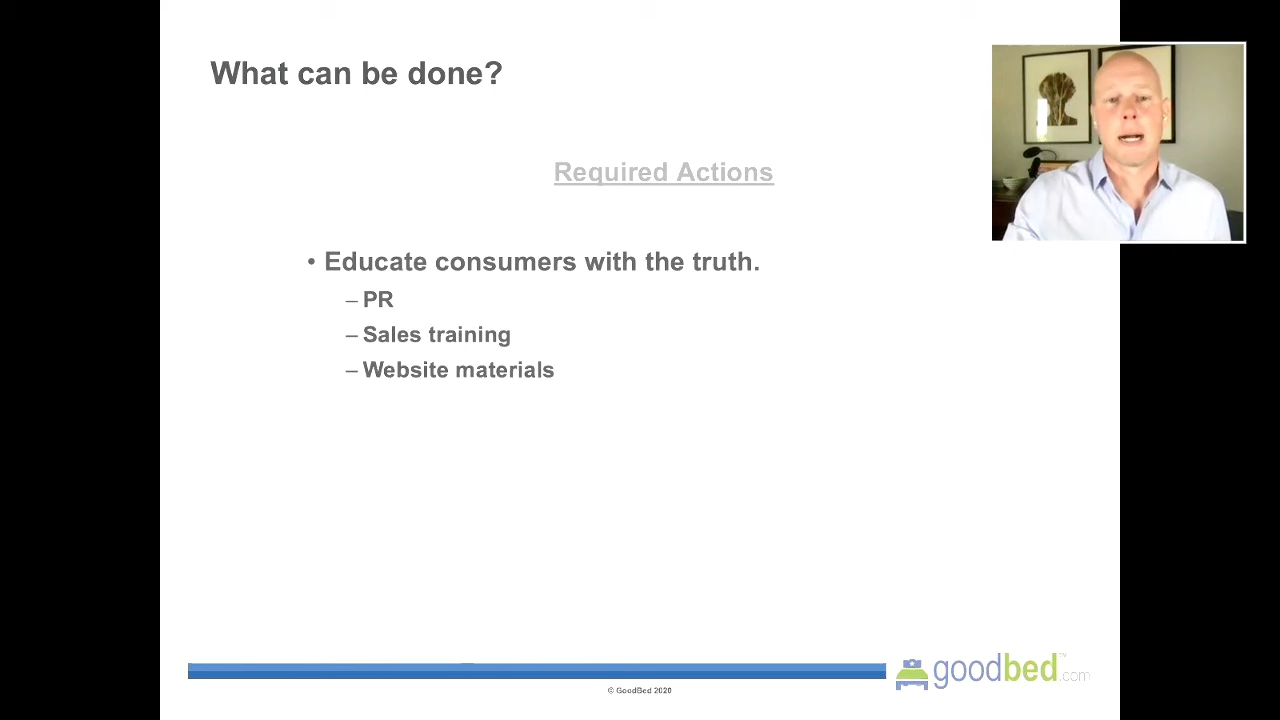 What can be done?
Required Actions
• Educate consumers with the truth.
– PR
– Sales training
– Website materials
goodbed.com™
© GoodBed 2020